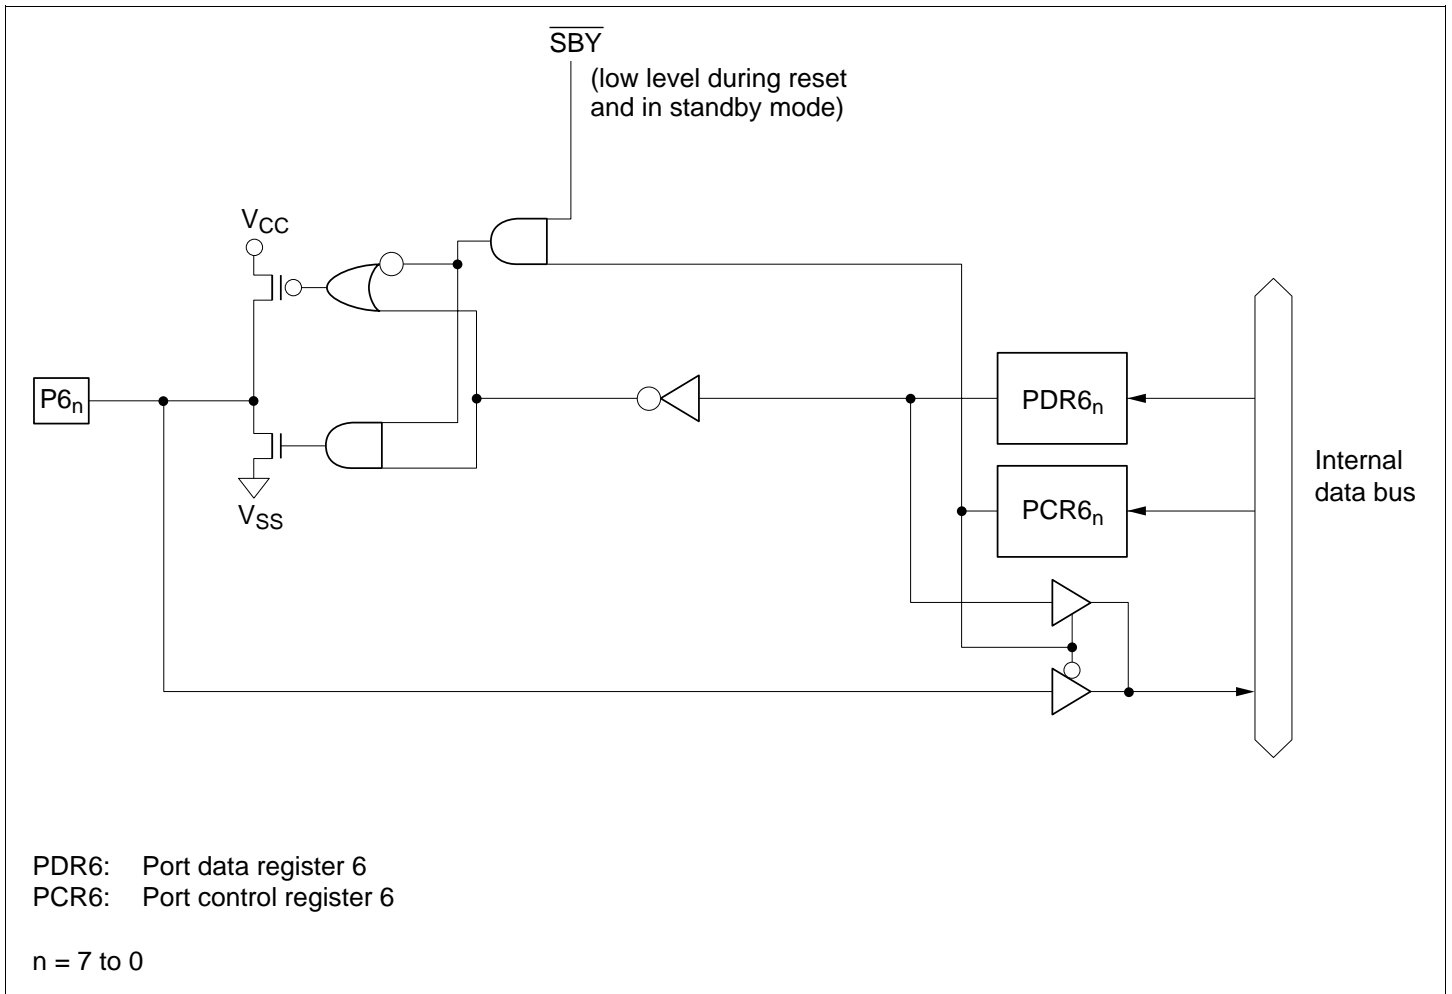 SBY
(low level during reset
and in standby mode)
VCC
P6n
PDR6n
PCR6n
VSS
Internal
data bus
PDR6: Port data register 6
PCR6: Port control register 6
n = 7 to 0